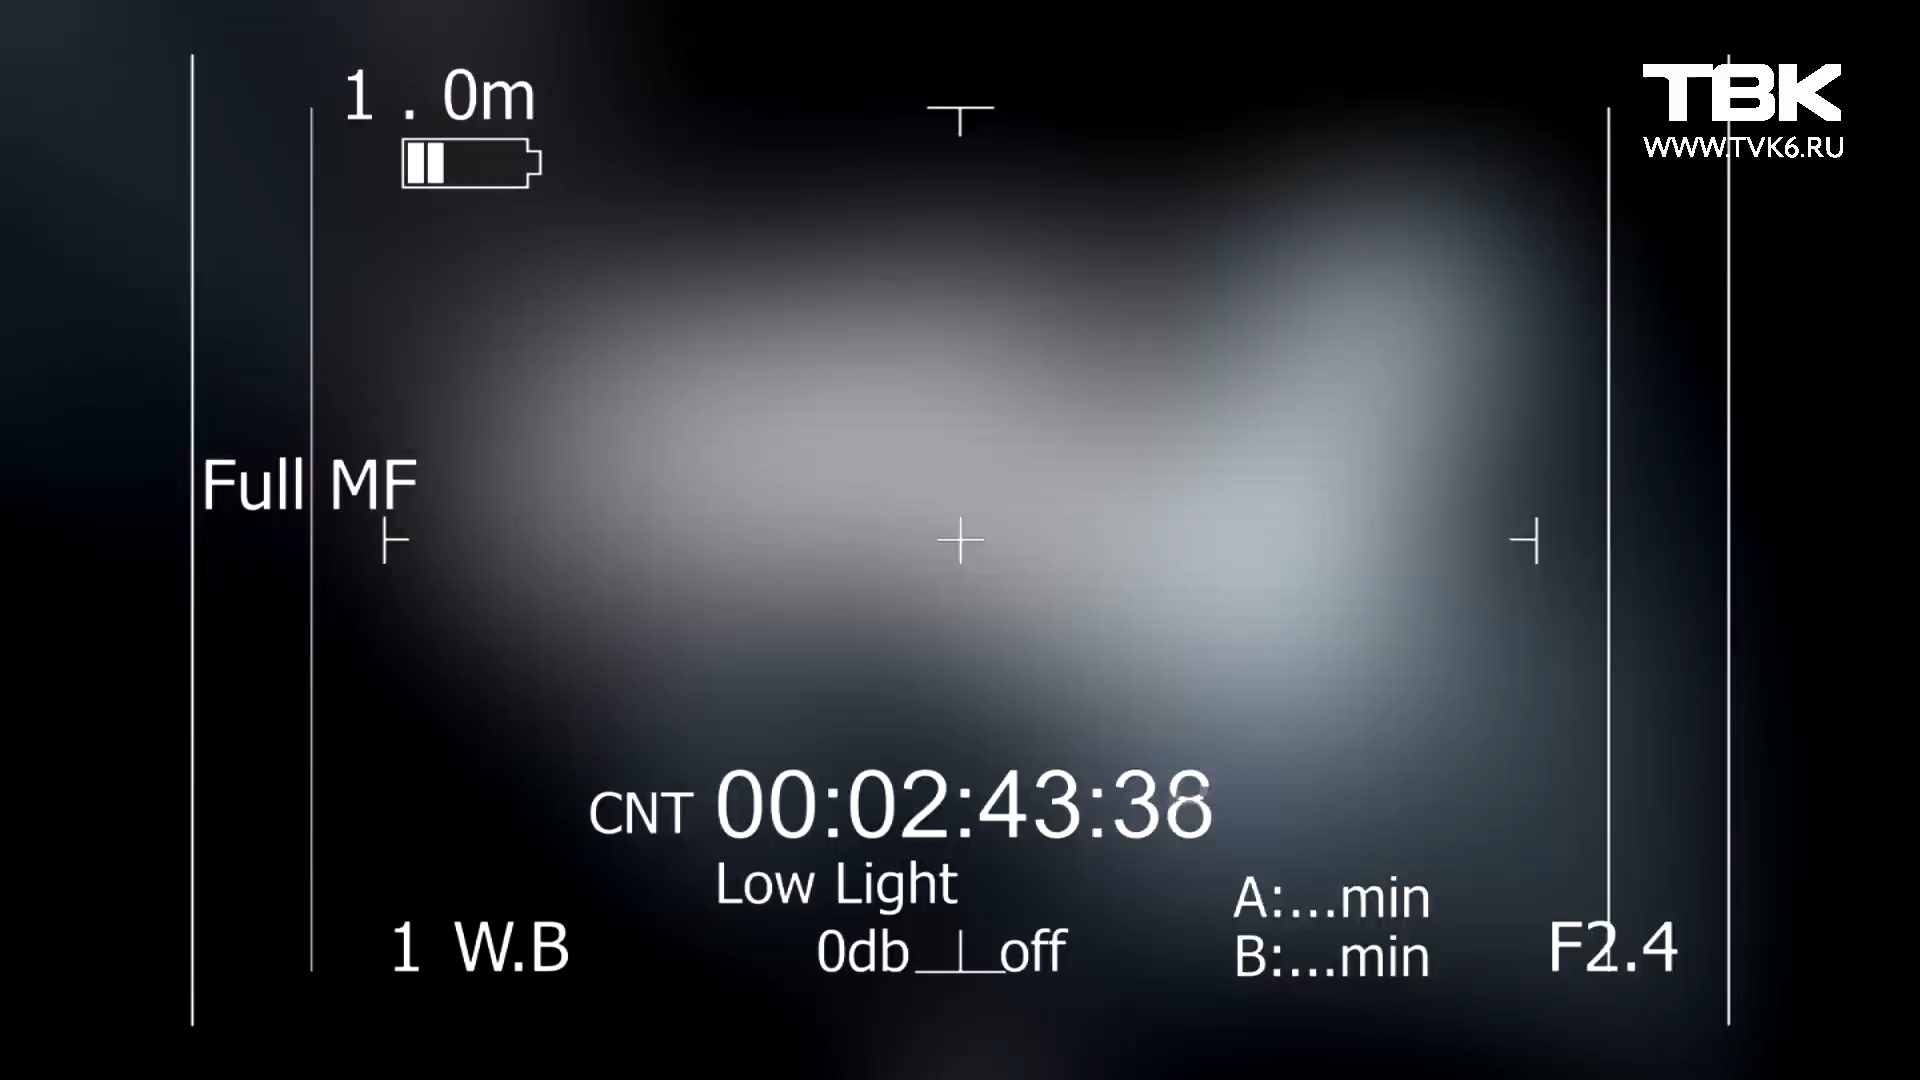 1 . 0m
ТВК
WWW.TVK6.RU
Full MF
CNT 00:02:43:38
Low Light
A:...min
1 W.B
0db
off
B:...min
F2.4